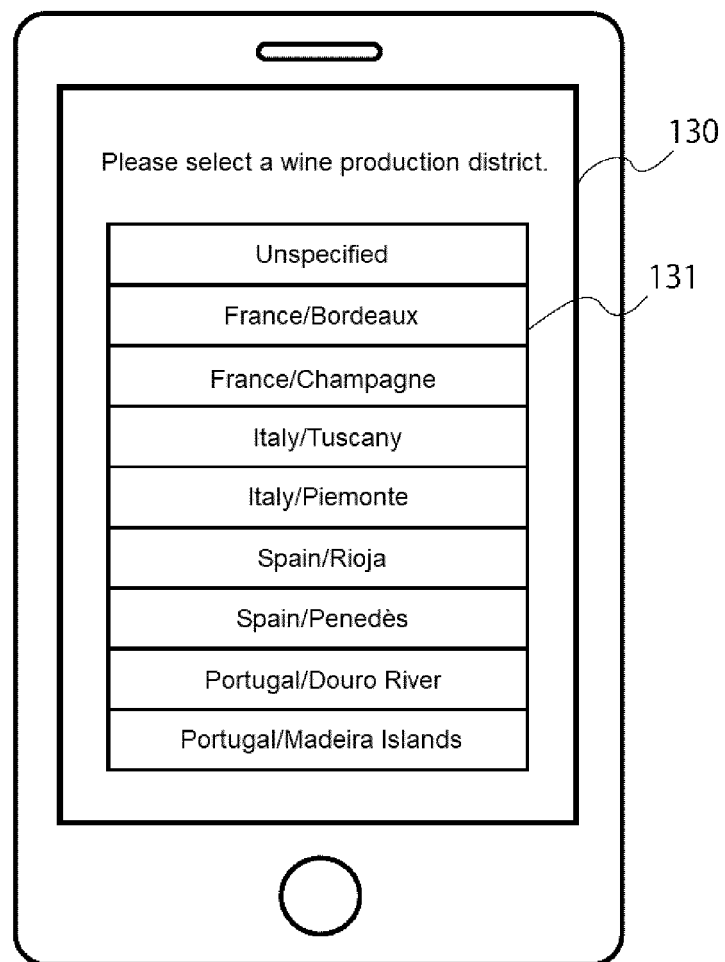 Please select a wine production district.
130
Unspecified
131
France/Bordeaux
France/Champagne
Italy/Tuscany
Italy/Piemonte
Spain/Rioja
Spain/Penedès
Portugal/Douro River
Portugal/Madeira Islands